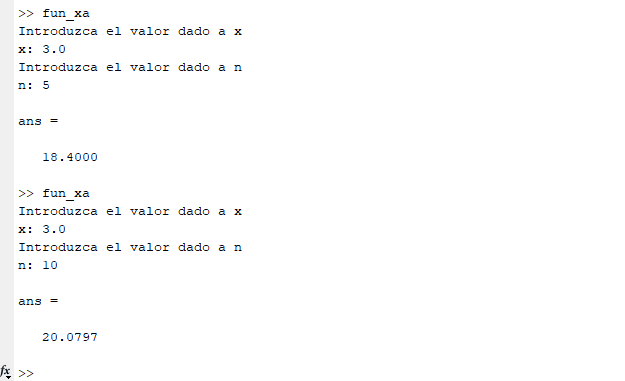 >> fun_xa
Introduzca el valor dado a x
x: 3.0
Introduzca el valor dado a n
n: 5
ans =
18.4000
>> fun_xa
Introduzca el valor dado a x
x: 3.0
Introduzca el valor dado a n
n: 10
ans =
20.0797
fx >>